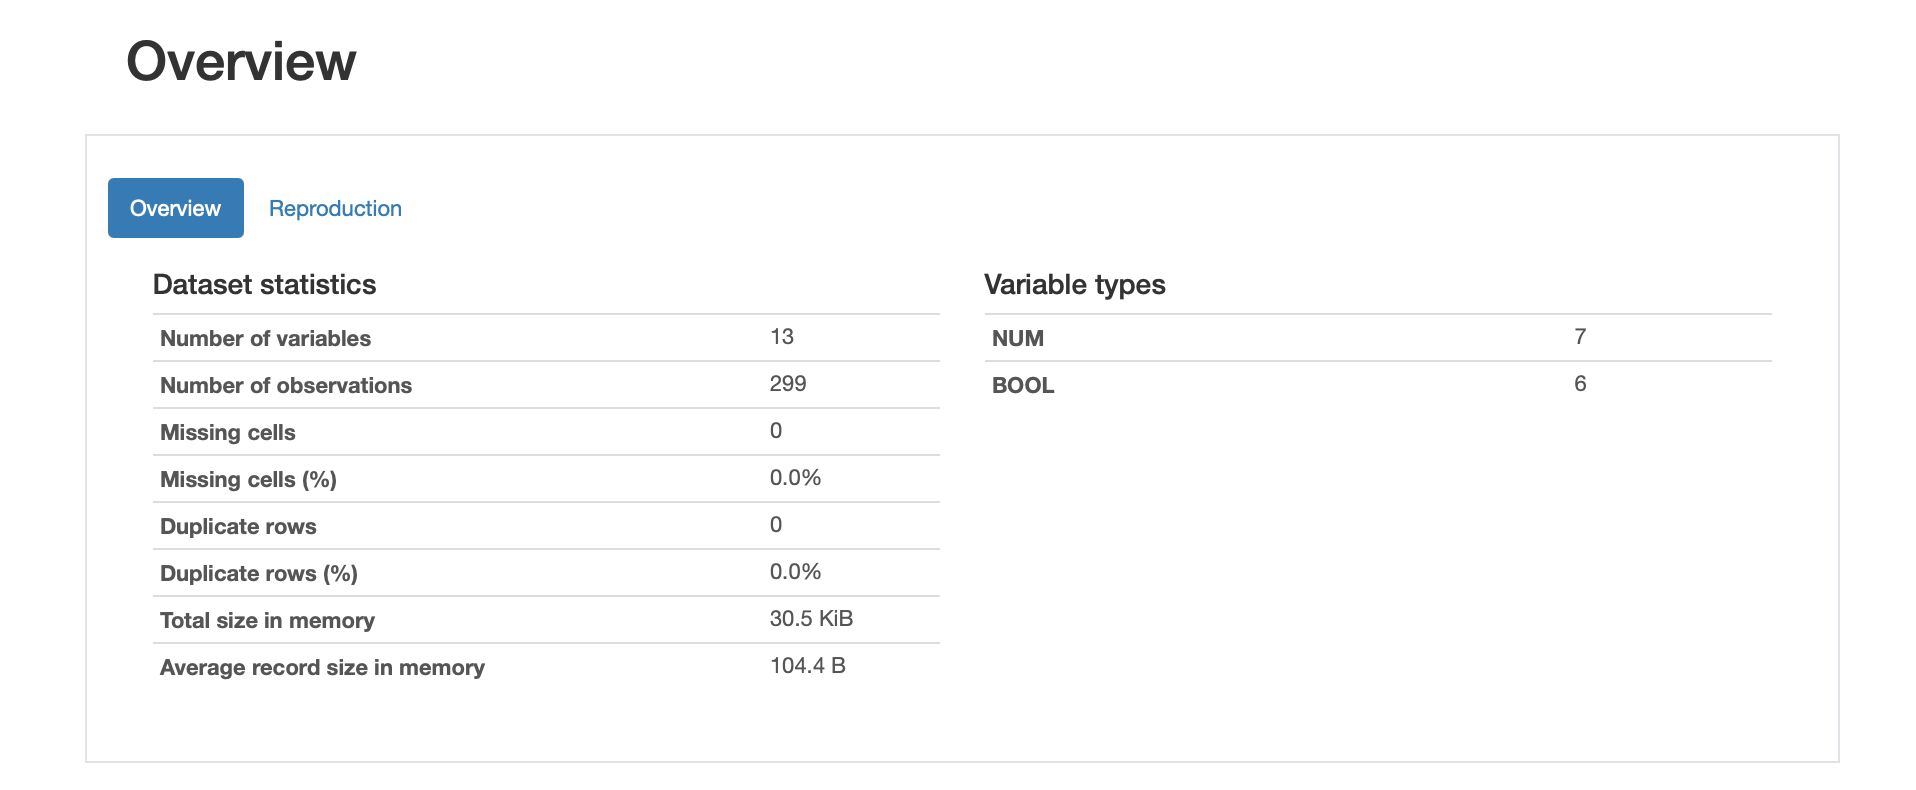 Overview
Overview Reproduction
Dataset statistics
Number of variables 13
Number of observations 299
Missing cells 0
Missing cells (%) 0.0%
Duplicate rows 0
Duplicate rows (%) 0.0%
Total size in memory 30.5 KiB
Average record size in memory 104.4 B
Variable types
NUM 7
BOOL 6